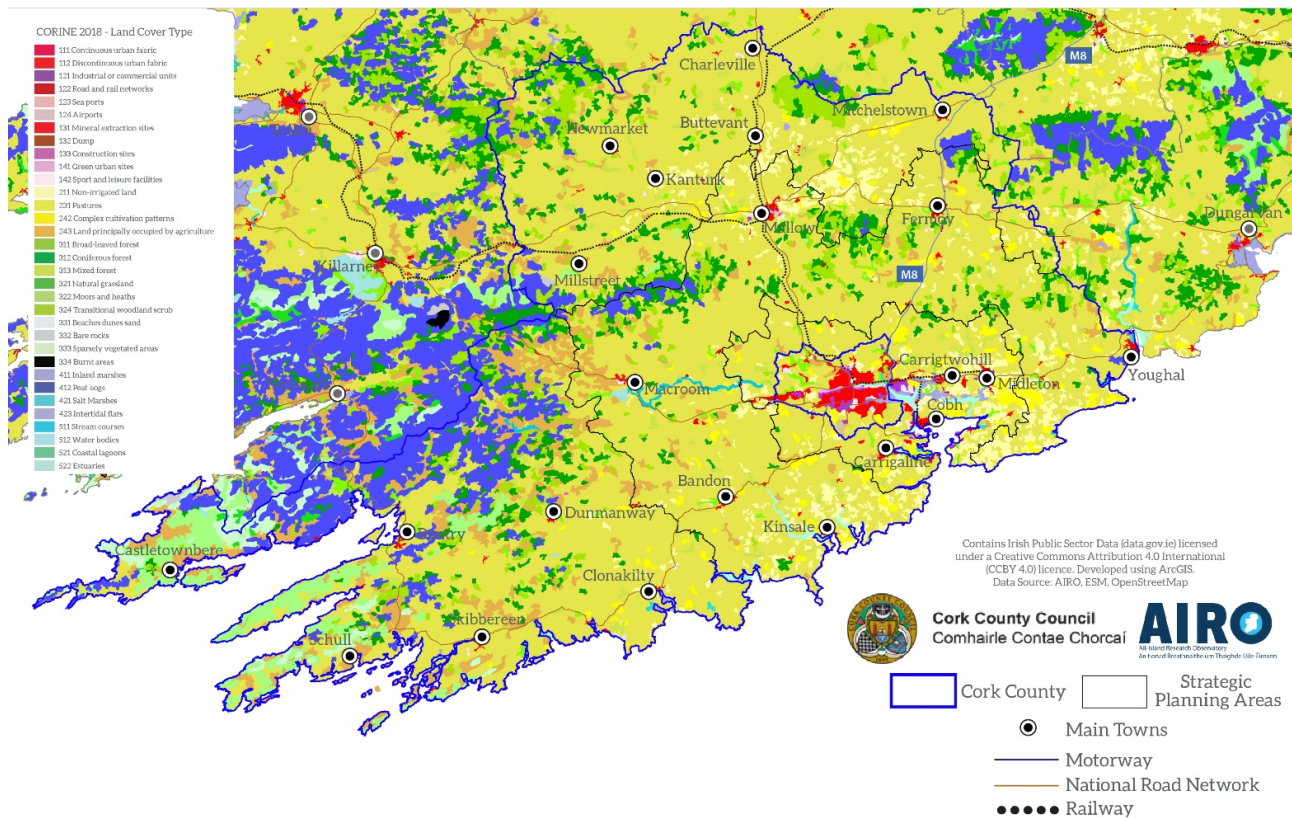 CORINE 2018 - Land Cover Type
111 Continuous urban fabric
112 Discontinuous urban fabric
121 Industrial or commercial units
122 Road and rail networks
123 Sea ports
124 Airports
131 Mineral extraction sites
132 Dump
133 Construction sites
141 Green urban sites
142 Sport and leisure facilities
211 Non-irrigated land
231 Pastures
242 Complex cultivation patterns
243 Land principally occupied by agriculture
311 Broad-leaved forest
312 Coniferous forest
313 Mixed forest
321 Natural grassland
322 Moors and heaths
324 Transitional woodland scrub
331 Beaches dunes sand
332 Bare rocks
333 Sparsely vegetated areas
334 Burnt areas
411 Inland marshes
412 Peat bogs
421 Salt Marshes
423 Intertidal flats
511 Stream courses
512 Water bodies
521 Coastal lagoons
522 Estuaries
Charleville
M8
Mitchelstown
Newmarket
Buttevant
Kanturk
Mallow
Fermoy
Dungarvan
Killarne
Millstreet
M8
Macroom
Carrigtwohill
Midleton
Youghal
Cobh
Carrigaline
Bandon
Kinsale
Dunmanway
Bantry
Castletownbere
Clonakilty
Skibbereen
Schull
Contains Irish Public Sector Data (data.gov.ie) licensed
under a Creative Commons Attribution 4.0 International
(CCBY 4.0) licence. Developed using ArcGIS.
Data Source: AIRO, ESM, OpenStreetMap
Cork County Council
Comhairle Contae Chorcaí
AIRO
All-Island Research Observatory
Cork County
Strategic
Planning Areas
Main Towns
Motorway
National Road Network
Railway